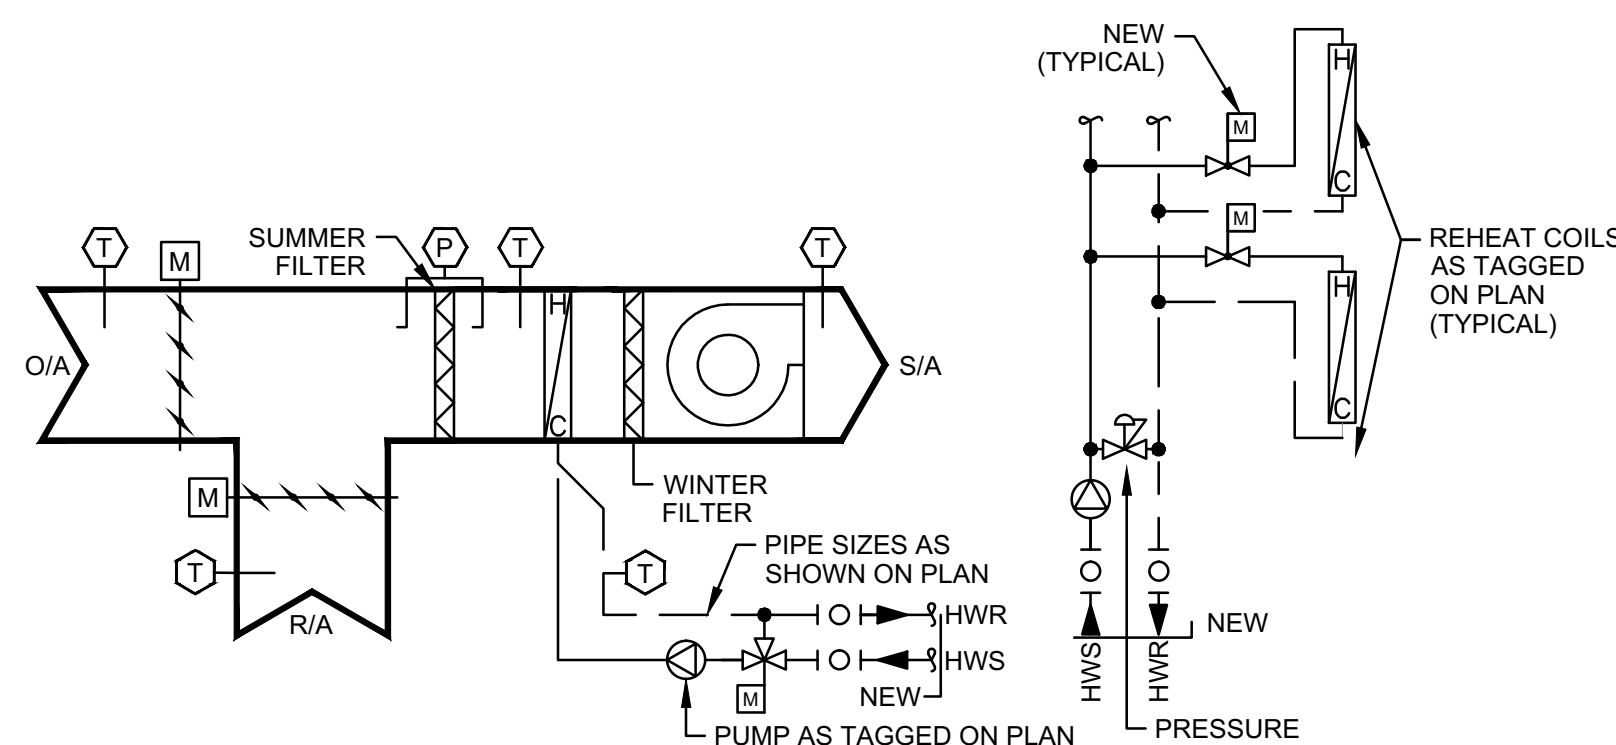 NEW
(TYPICAL)
H
M
C
M
REHEAT COILS
AS TAGGED
ON PLAN
(TYPICAL)
H
C
SUMMER
FILTER
T
M
P
T
T
H
O/A
S/A
C
M
WINTER
FILTER
T
R/A
PIPE SIZES AS
SHOWN ON PLAN
T
HWR
HWS
M
NEW
PUMP AS TAGGED ON PLAN
NEW
HWS
HWR
PRESSURE